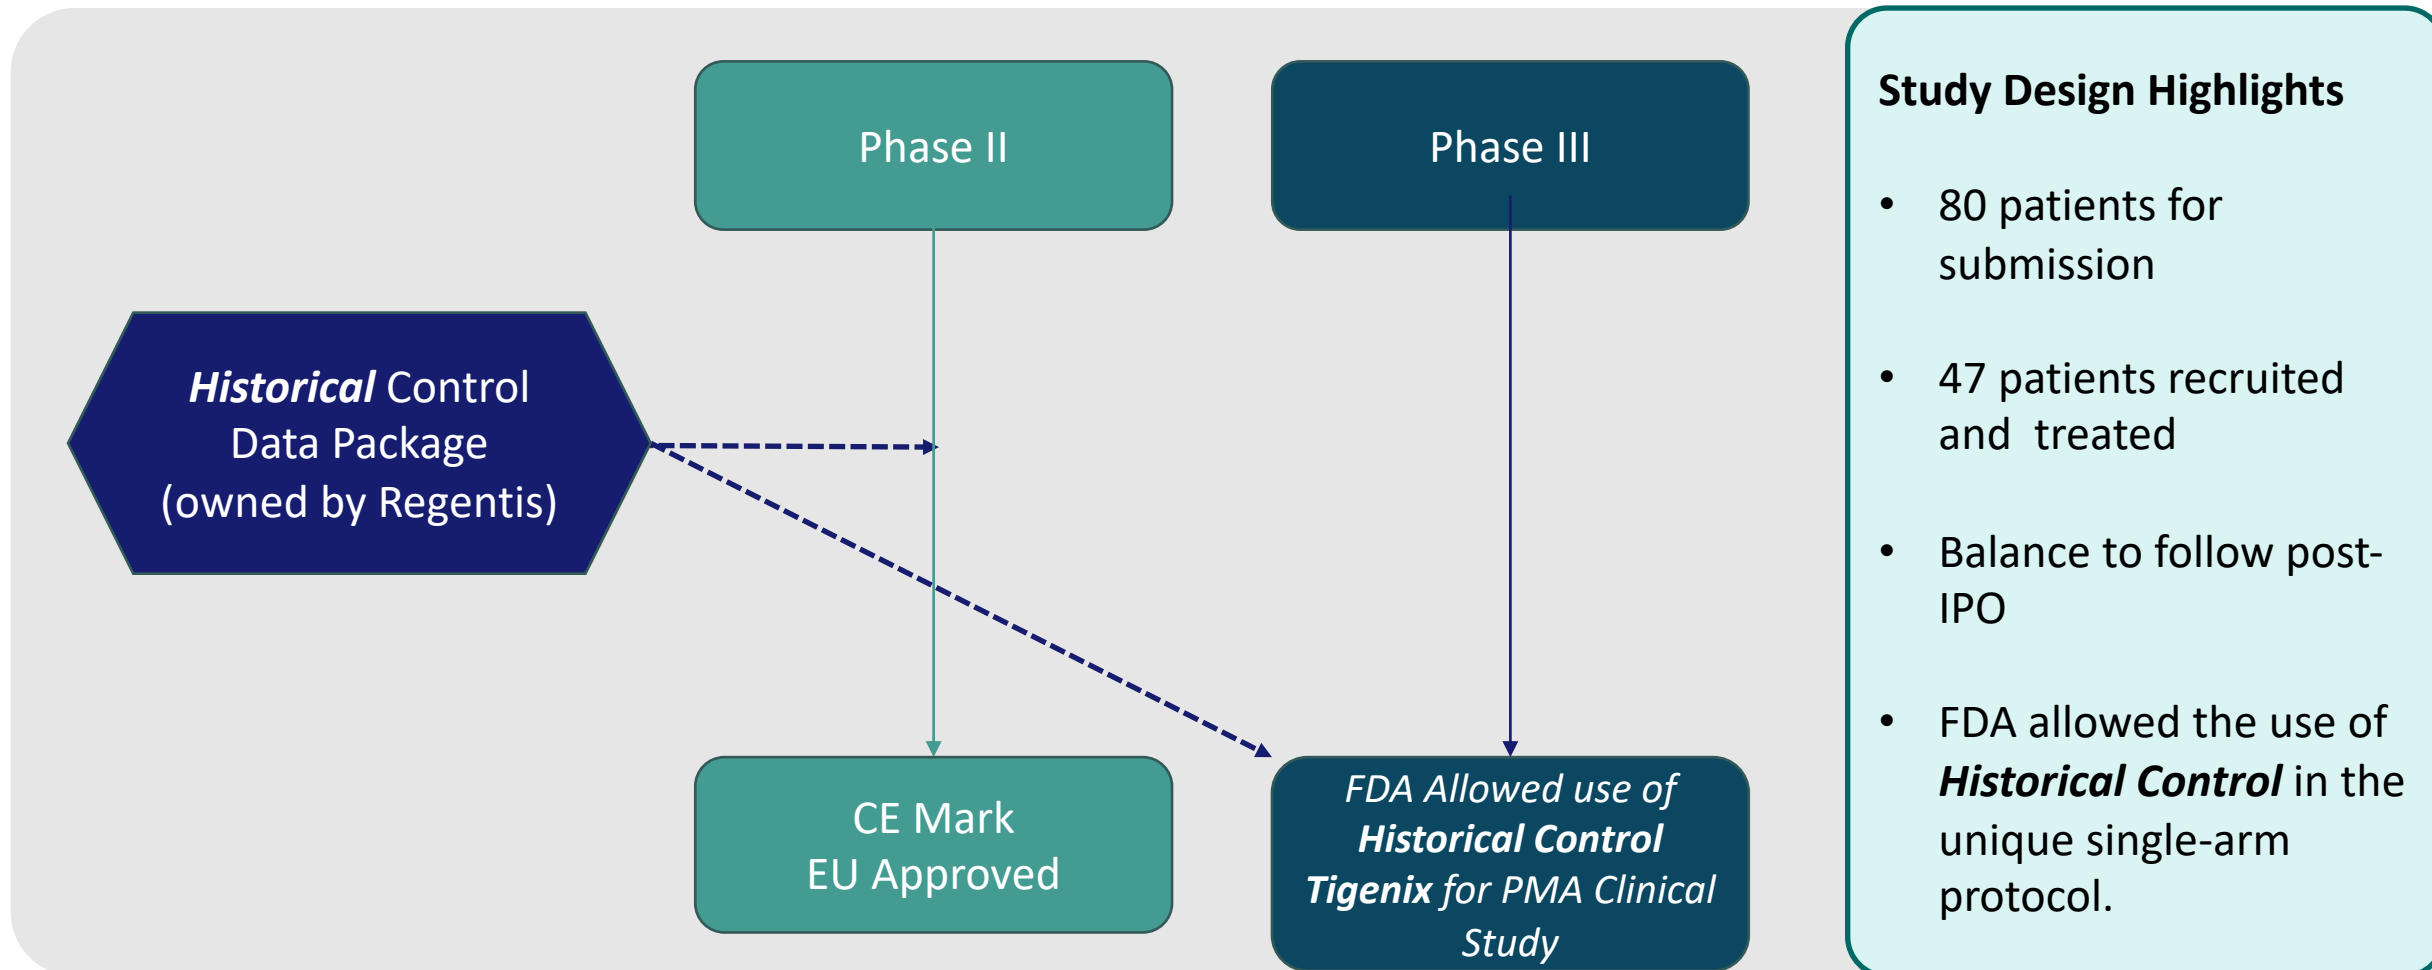 Phase II
Phase III
Historical Control
Data Package
(owned by Regentis)
CE Mark
EU Approved
FDA Allowed use of
Historical Control
Tigenix for PMA Clinical
Study
Study Design Highlights
• 80 patients for
submission
• 47 patients recruited
and  treated
• Balance to follow post-
IPO
• FDA allowed the use of
Historical Control in the
unique single-arm
protocol.